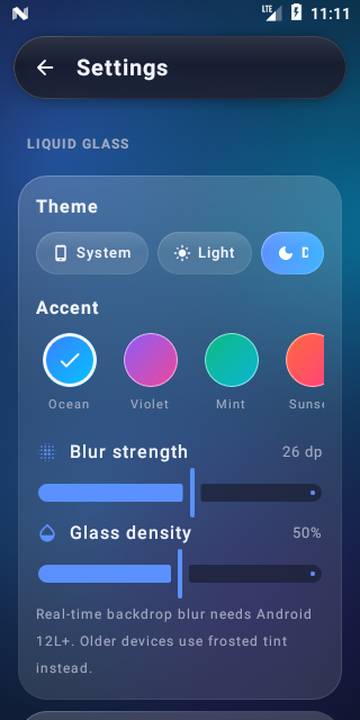 LTE 11:11
Settings
LIQUID GLASS
Theme
System Light
Accent
Ocean Violet Mint
Blur strength 26 dp
Glass density 50%
Real-time backdrop blur needs Android
12L+. Older devices use frosted tint
instead.